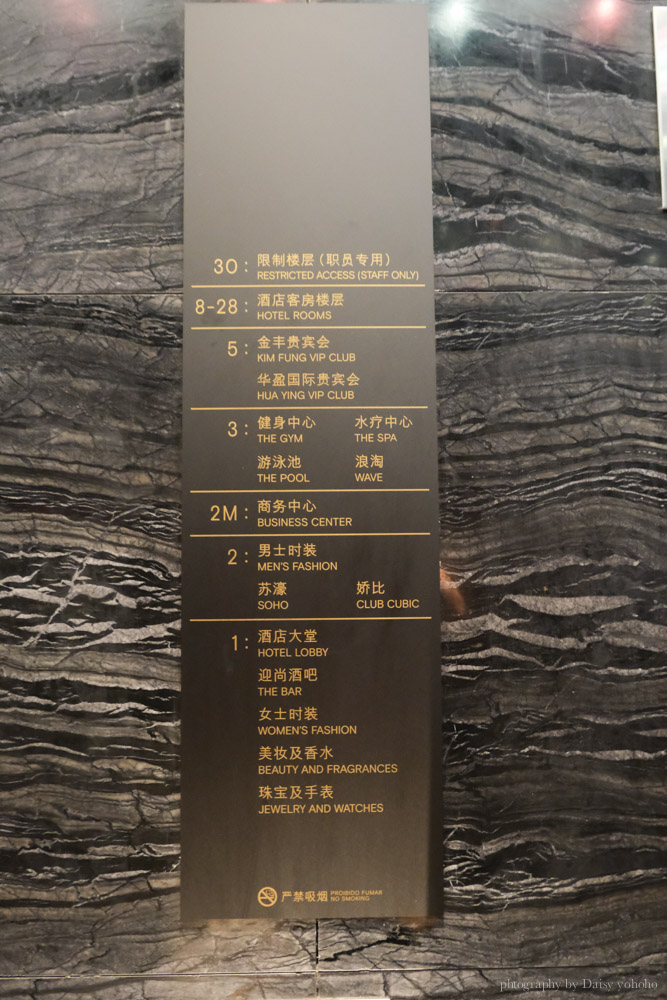 30: 限制楼层（职员专用）
RESTRICTED ACCESS (STAFF ONLY)
8-28: 酒店客房楼层
HOTEL ROOMS
5: 金丰贵宾会
KIM FUNG VIP CLUB
华盈国际贵宾会
HUA YING VIP CLUB
3: 健身中心 水疗中心
THE GYM THE SPA
游泳池 浪淘
THE POOL WAVE
2M: 商务中心
BUSINESS CENTER
2: 男士时装
MEN'S FASHION
苏濠 娇比
SOHO CLUB CUBIC
1: 酒店大堂
HOTEL LOBBY
迎尚酒吧
THE BAR
女士时装
WOMEN'S FASHION
美妆及香水
BEAUTY AND FRAGRANCES
珠宝及手表
JEWELRY AND WATCHES
严禁吸烟 PROIBIDO FUMAR
NO SMOKING
photography by Daisy yohoho